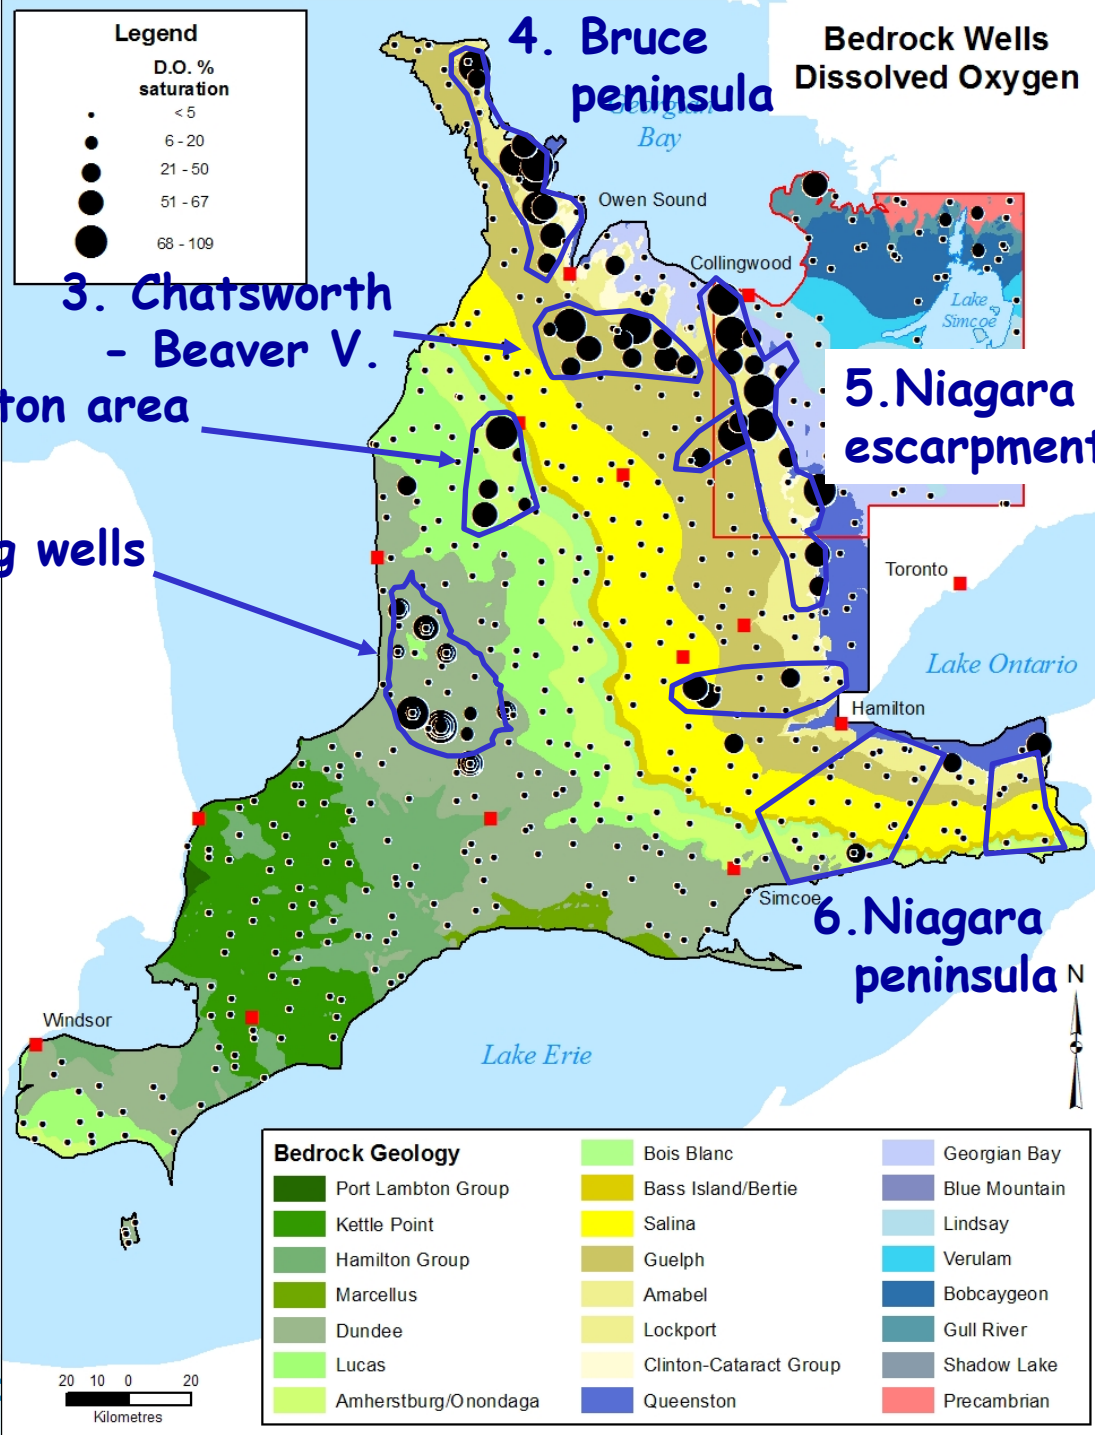 Legend
D.O. %
saturation
< 5
6 - 20
21 - 50
51 - 67
68 - 109
Bedrock Wells
Dissolved Oxygen
4. Bruce
peninsula
Georgian
Bay
Owen Sound
Collingwood
Lake
Simcoe
3. Chatsworth
- Beaver V.
ton area
5.Niagara
escarpment
g wells
Toronto
Lake Ontario
Hamilton
Simcoe
6.Niagara
peninsula
N
Windsor
Lake Erie
Bedrock Geology
Port Lambton Group
Kettle Point
Hamilton Group
Marcellus
Dundee
Lucas
Amherstburg/Onondaga
Bois Blanc
Bass Island/Bertie
Salina
Guelph
Amabel
Lockport
Clinton-Cataract Group
Queenston
Georgian Bay
Blue Mountain
Lindsay
Verulam
Bobcaygeon
Gull River
Shadow Lake
Precambrian
20 10 0 20
Kilometres